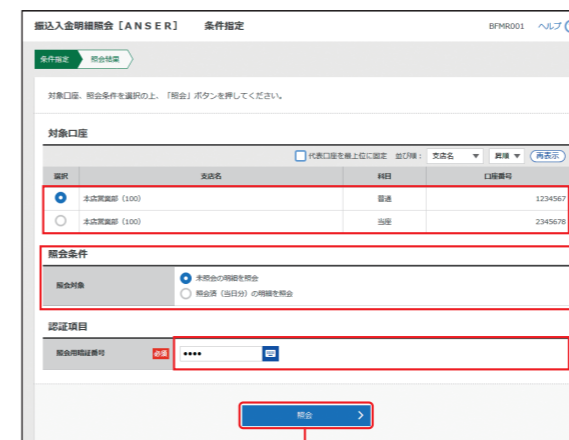 振込入金明細照会［ＡＮＳＥＲ］ 条件指定 BFMR001 ヘルプ
条件指定 照会結果
対象口座、照会条件を選択の上、「照会」ボタンを押してください。
対象口座
代表口座を最上位に固定 並び順： 支店名 ▼ 昇順 ▼ 再表示
選択 支店名 科目 口座番号
本店営業部（100） 普通 1234567
本店営業部（100） 当座 2345678
照会条件
照会対象
未照会の明細を照会
照会済（当日分）の明細を照会
認証項目
照会用暗証番号 必須 ••••
照会